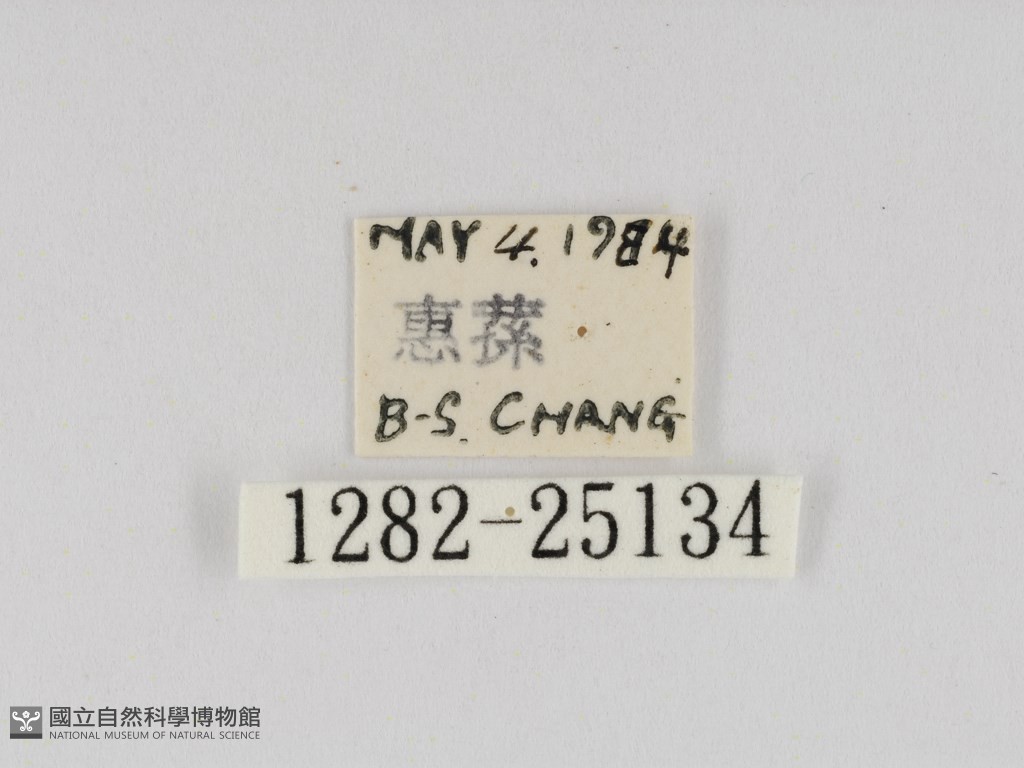 MAY 4. 1984
惠蓀
B-S. CHANG
1282-25134
國立自然科學博物館
NATIONAL MUSEUM OF NATURAL SCIENCE